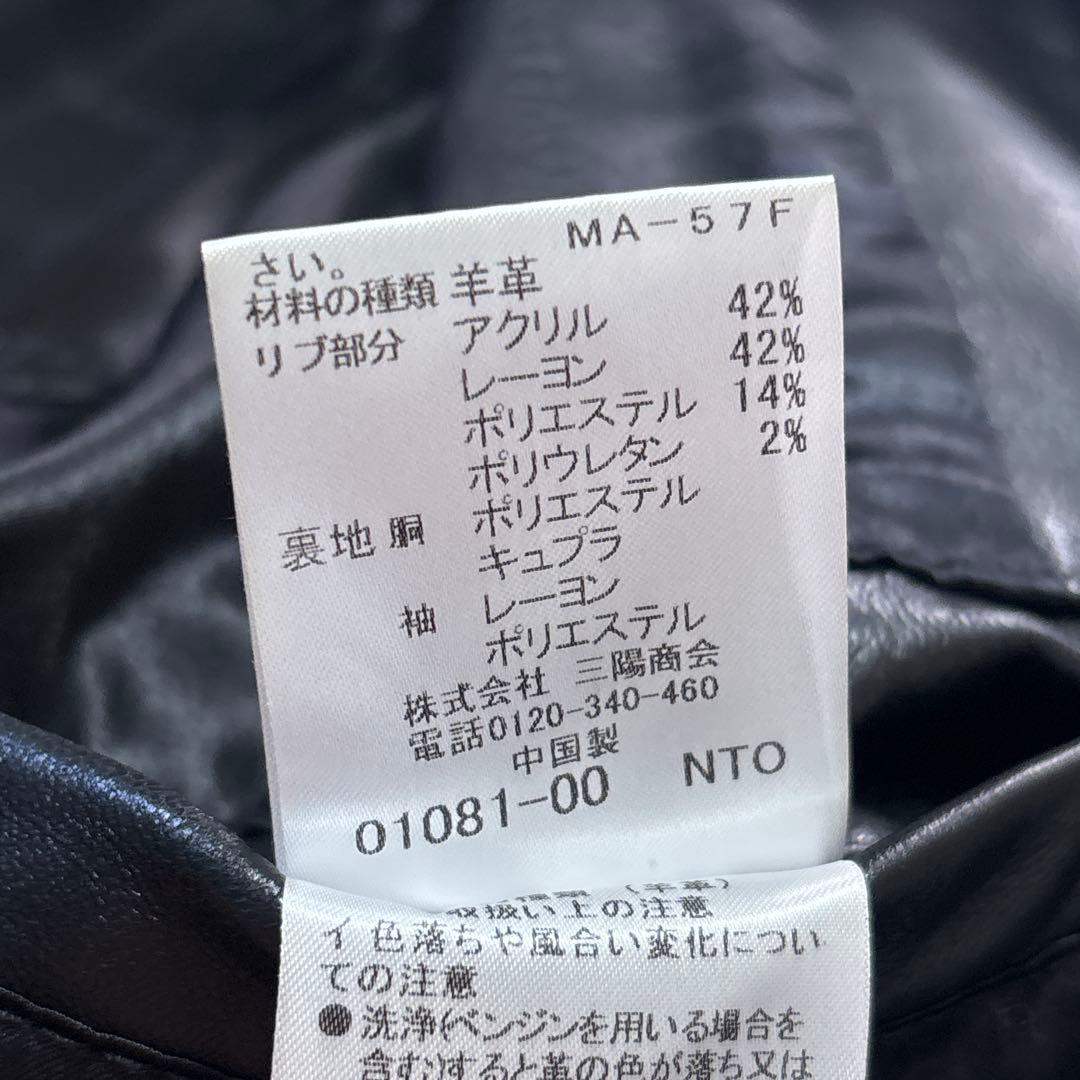 MA-57F
さい。
材料の種類 羊革
リブ部分 アクリル 42%
レーヨン 42%
ポリエステル 14%
ポリウレタン 2%
裏地 胴 ポリエステル
キュプラ
袖 レーヨン
ポリエステル
株式会社 三陽商会
電話0120-340-460
中国製
01081-00 NTO
(羊革)
取扱い上の注意
イ 色落ちや風合い変化につい
ての注意
●洗浄(ベンジンを用いる場合を
含む)すると革の色が落ち又は